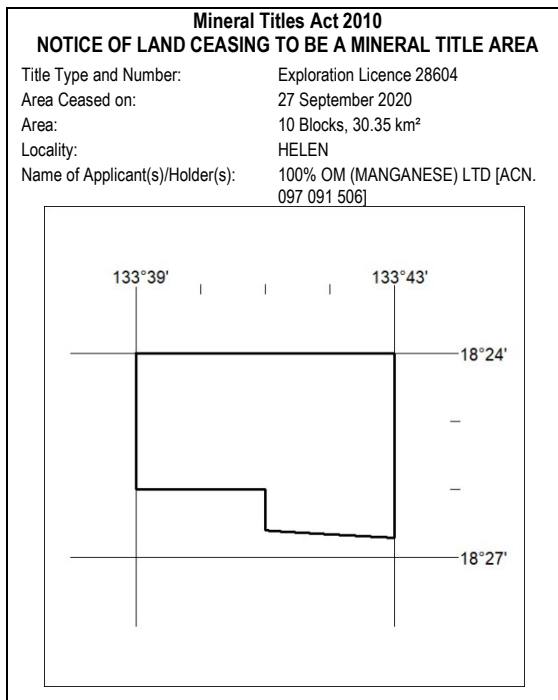 Mineral Titles Act 2010
NOTICE OF LAND CEASING TO BE A MINERAL TITLE AREA
Title Type and Number: Exploration Licence 28604
Area Ceased on: 27 September 2020
Area: 10 Blocks, 30.35 km²
Locality: HELEN
Name of Applicant(s)/Holder(s): 100% OM (MANGANESE) LTD [ACN.
097 091 506]
133°39' 133°43'
18°24'
18°27'